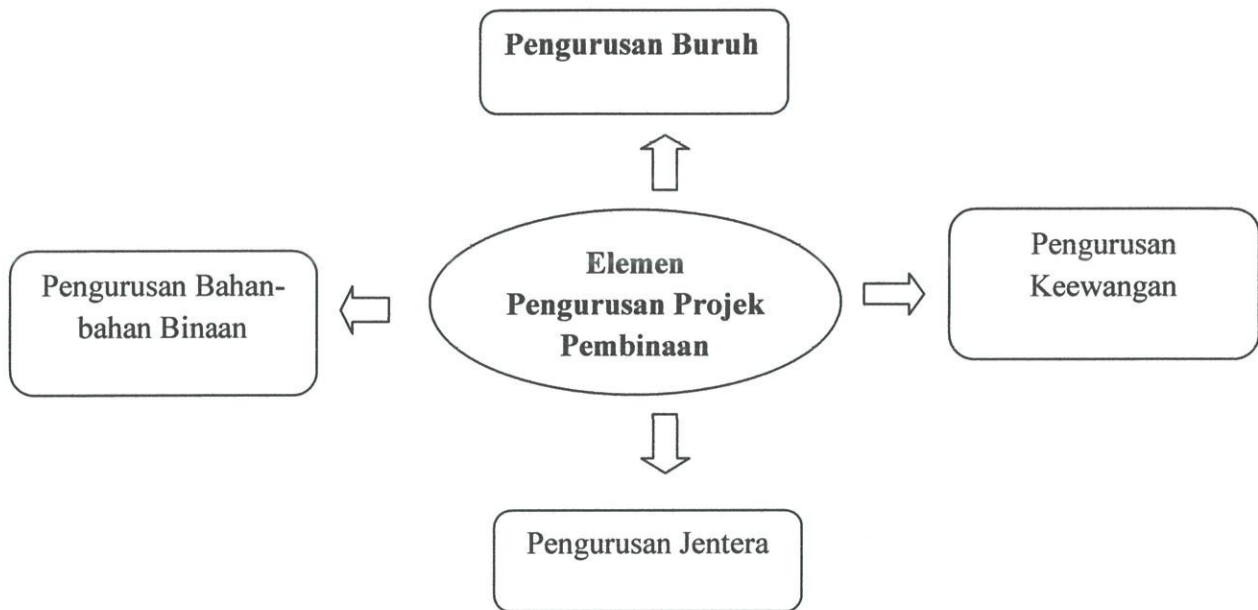 Pengurusan Buruh
Elemen
Pengurusan Projek
Pembinaan
Pengurusan
Keewangan
Pengurusan Bahan-
bahan Binaan
Pengurusan Jentera